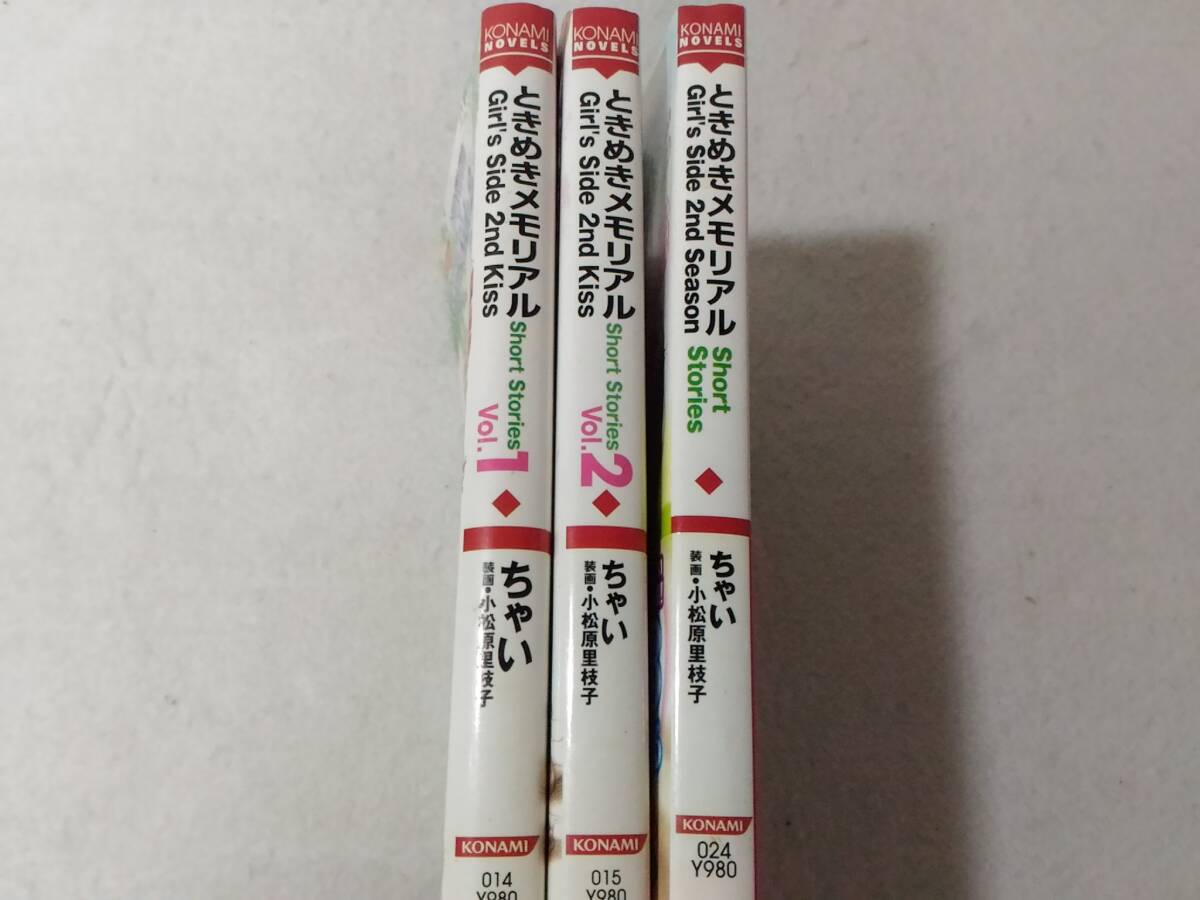 KONAMI
NOVELS
ときめきメモリアル
Girl's Side 2nd Kiss
Short Stories
Vol.1
ちゃい
装画・小松原里枝子
KONAMI
014
Y980
KONAMI
NOVELS
ときめきメモリアル
Girl's Side 2nd Kiss
Short Stories
Vol.2
ちゃい
装画・小松原里枝子
KONAMI
015
Y980
KONAMI
NOVELS
ときめきメモリアル
Girl's Side 2nd Season
Short
Stories
ちゃい
装画・小松原里枝子
KONAMI
024
Y980